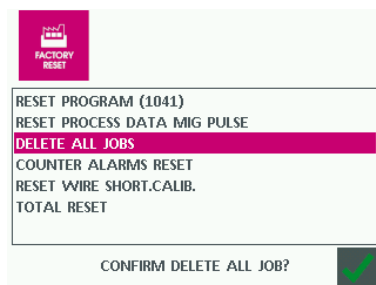 FACTORY
RESET
RESET PROGRAM (1041)
RESET PROCESS DATA MIG PULSE
DELETE ALL JOBS
COUNTER ALARMS RESET
RESET WIRE SHORT.CALIB.
TOTAL RESET
CONFIRM DELETE ALL JOB?